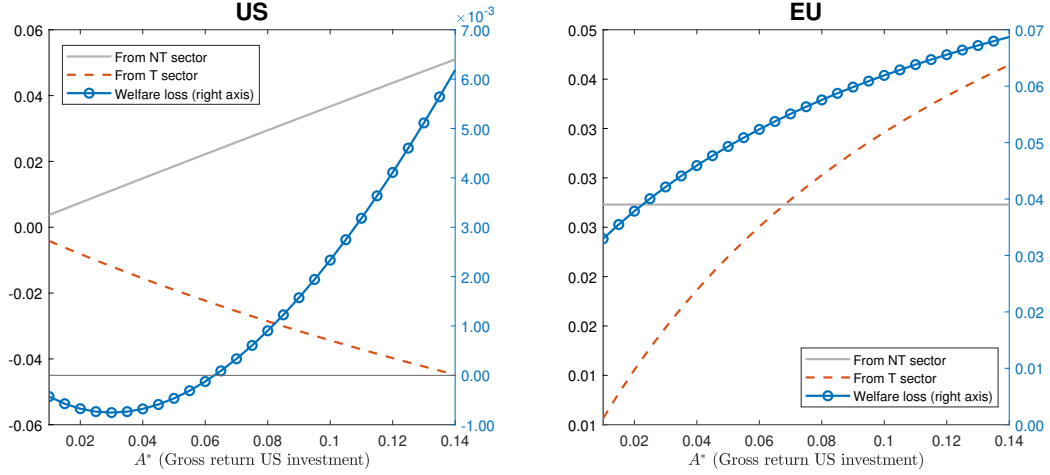 US
×10⁻³
0.06
0.04
0.02
0.00
-0.02
-0.04
-0.06
7.00
6.00
5.00
4.00
3.00
2.00
1.00
0.00
-1.00
From NT sector
From T sector
Welfare loss (right axis)
0.02 0.04 0.06 0.08 0.10 0.12 0.14
A* (Gross return US investment)
EU
0.05
0.04
0.03
0.03
0.03
0.02
0.02
0.01
0.01
0.07
0.06
0.05
0.04
0.03
0.02
0.01
0.00
From NT sector
From T sector
Welfare loss (right axis)
0.02 0.04 0.06 0.08 0.10 0.12 0.14
A* (Gross return US investment)